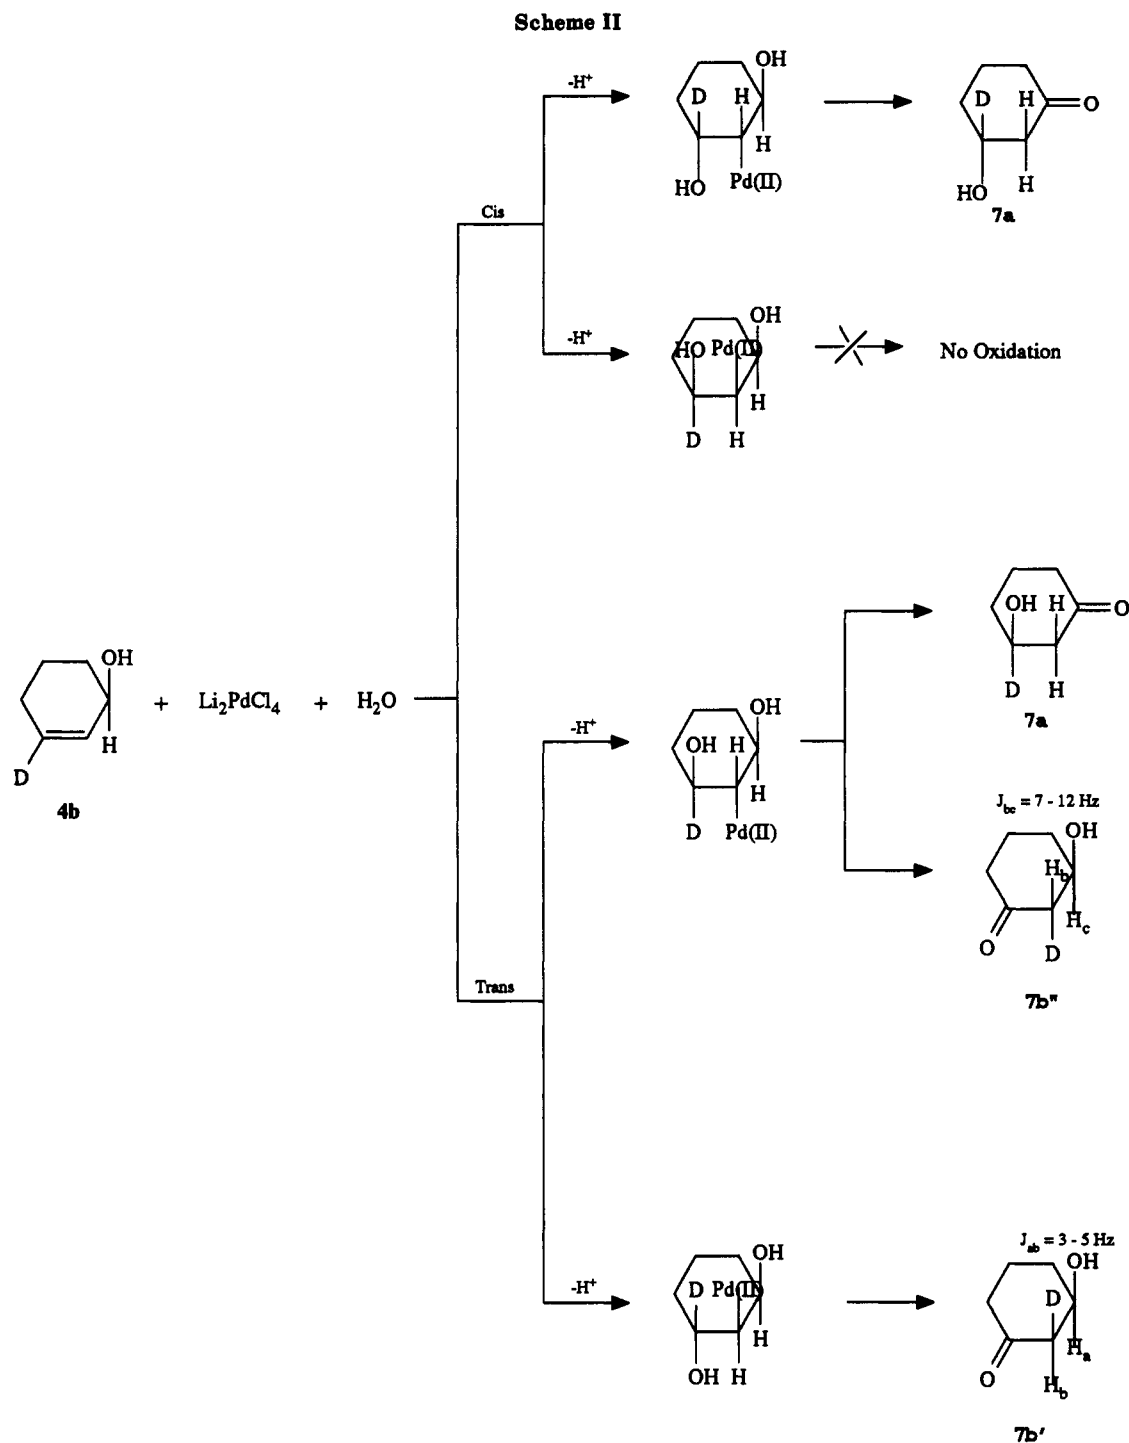 Scheme II
-H⁺
D H OH
H
HO Pd(II)
D H O
HO H
7a
Cis
-H⁺
OH
HO Pd(II)
H
D H
No Oxidation
OH H O
D H
7a
OH
H
D
4b
+ Li₂PdCl₄ + H₂O
-H⁺
OH
OH H
H
D Pd(II)
J_bc = 7 - 12 Hz
OH
H_b
H_c
O D
7b"
Trans
-H⁺
OH
D Pd(II)
H
OH H
J_ab = 3 - 5 Hz
OH
D
H_a
O H_b
7b'